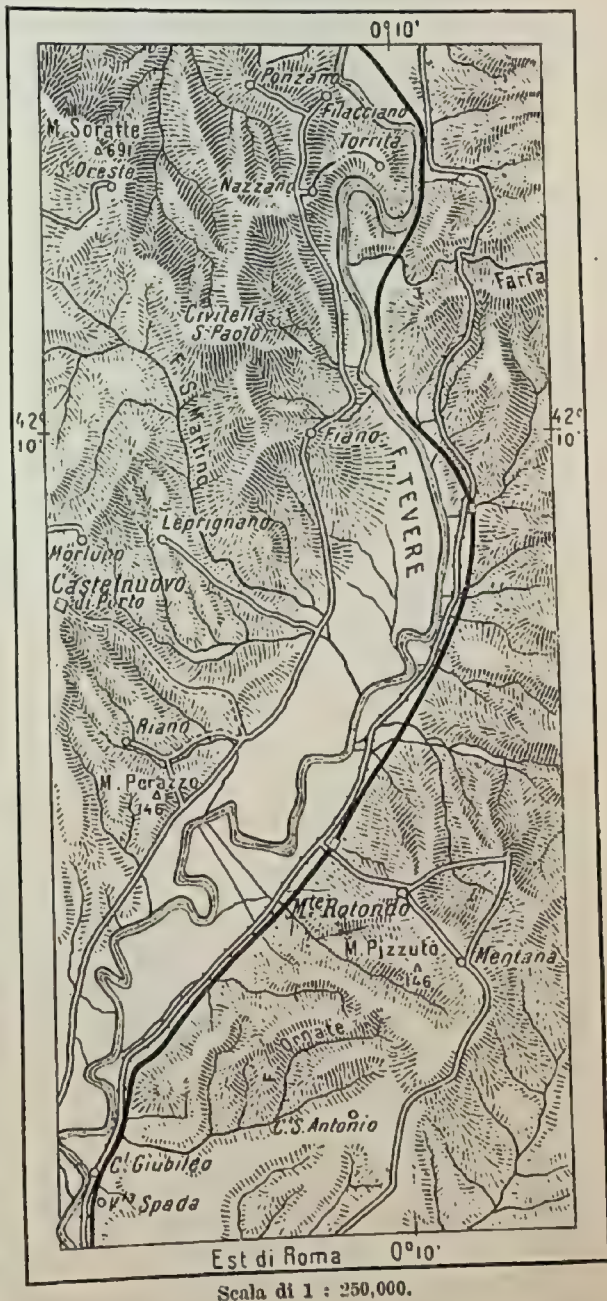 0° 10'
Ponzano
Filacciano
M. Soratte
691
S. Oreste
Torrita
Nazzano
Farfa
Civitella
S. Paolo
F. S. Martino
42°
10'
42°
10'
Fiano
F. TEVERE
Leprignano
Morlupo
Castelnuovo
di Porto
Riano
M. Perazzo
146
Mte Rotondo
M. Pizzuto
146
Mentana
F. Ornate
C. S. Antonio
Cl Giubileo
Va Spada
Est di Roma
0° 10'
Scala di 1 : 250,000.